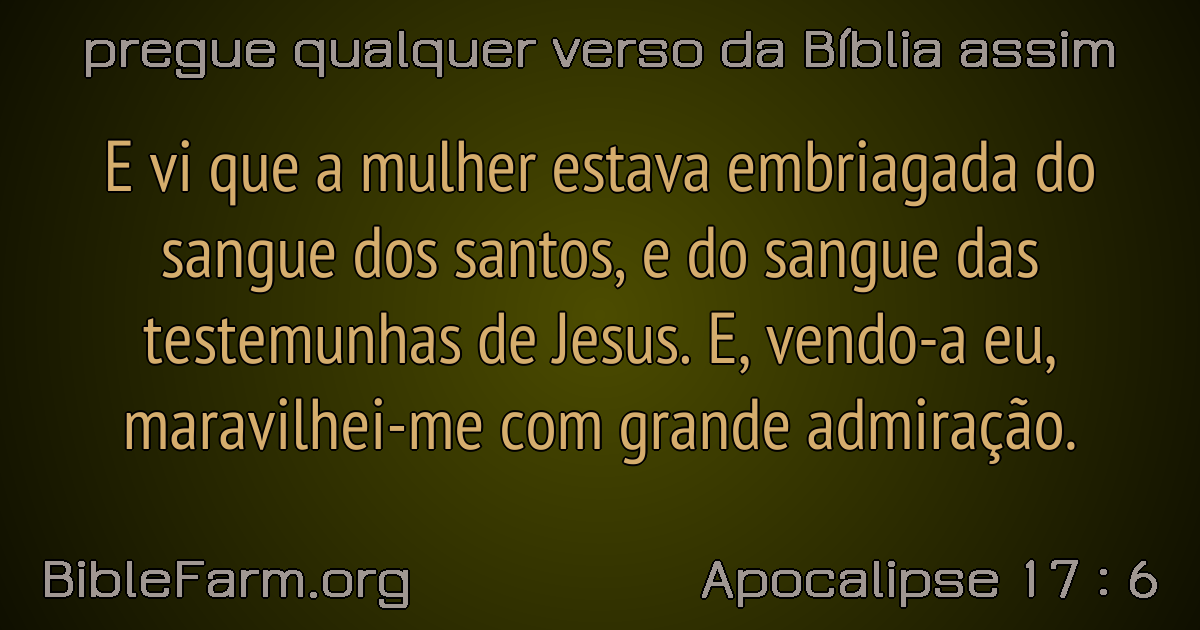 pregue qualquer verso da Bíblia assim
E vi que a mulher estava embriagada do
sangue dos santos, e do sangue das
testemunhas de Jesus. E, vendo-a eu,
maravilhei-me com grande admiração.
BibleFarm.org
Apocalipse 17 : 6